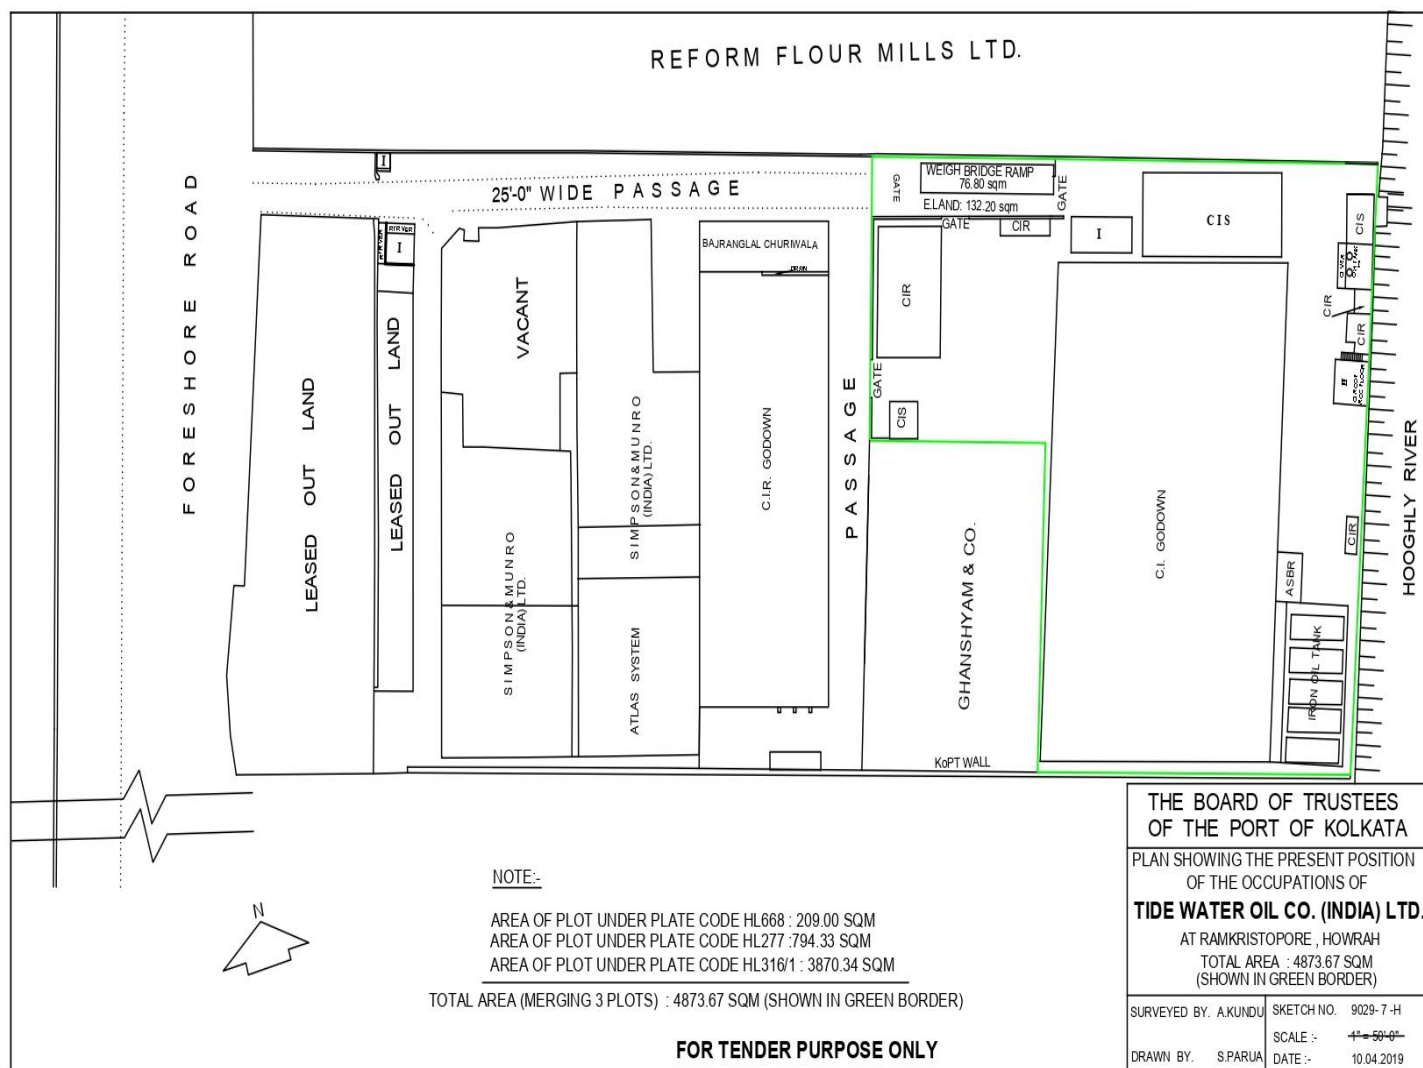 REFORM FLOUR MILLS LTD.
FORESHORE ROAD
I
25'-0" WIDE PASSAGE
GATE
WEIGH BRIDGE RAMP
76.80 sqm
E.LAND: 132.20 sqm
GATE
GATE
CIR
I
CIS
CIS
I
BAJRANGLAL CHURIWALA
DRAIN
CIR
CIR
CIR
VACANT
LEASED OUT LAND
LEASED OUT LAND
GATE
CIS
PASSAGE
SIMPSON&MUNRO
(INDIA) LTD.
C.I.R. GODOWN
SIMPSON&MUNRO
(INDIA) LTD.
ATLAS SYSTEM
GHANSHYAM & CO.
C.I. GODOWN
CIR
ASBR
IRON OIL TANK
HOOGHLY RIVER
KoPT WALL
N
NOTE:-
AREA OF PLOT UNDER PLATE CODE HL668 : 209.00 SQM
AREA OF PLOT UNDER PLATE CODE HL277 :794.33 SQM
AREA OF PLOT UNDER PLATE CODE HL316/1 : 3870.34 SQM
TOTAL AREA (MERGING 3 PLOTS) : 4873.67 SQM (SHOWN IN GREEN BORDER)
FOR TENDER PURPOSE ONLY
THE BOARD OF TRUSTEES
OF THE PORT OF KOLKATA
PLAN SHOWING THE PRESENT POSITION
OF THE OCCUPATIONS OF
TIDE WATER OIL CO. (INDIA) LTD.
AT RAMKRISTOPORE , HOWRAH
TOTAL AREA : 4873.67 SQM
(SHOWN IN GREEN BORDER)
SURVEYED BY. A.KUNDU
DRAWN BY. S.PARUA
SKETCH NO. 9029- 7 -H
SCALE :- 1" = 50'-0"
DATE :- 10.04.2019